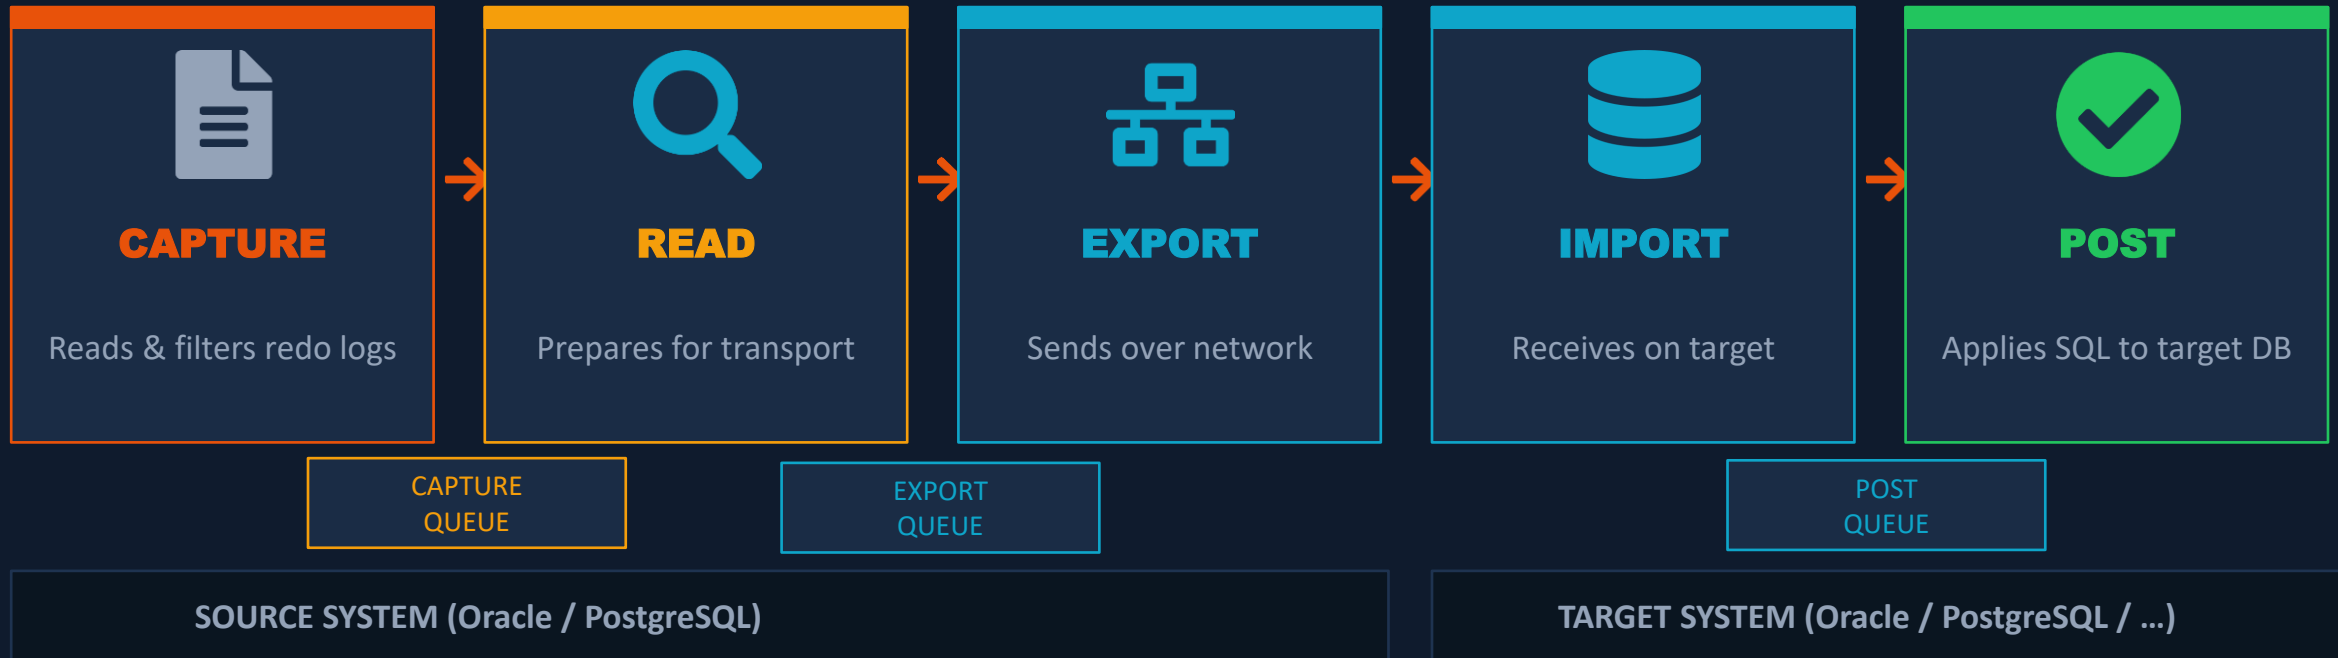 CAPTURE
READ
EXPORT
IMPORT
POST
Reads & filters redo logs
Prepares for transport
Sends over network
Receives on target
Applies SQL to target DB
CAPTURE
QUEUE
EXPORT
QUEUE
POST
QUEUE
SOURCE SYSTEM (Oracle / PostgreSQL)
TARGET SYSTEM (Oracle / PostgreSQL / ...)